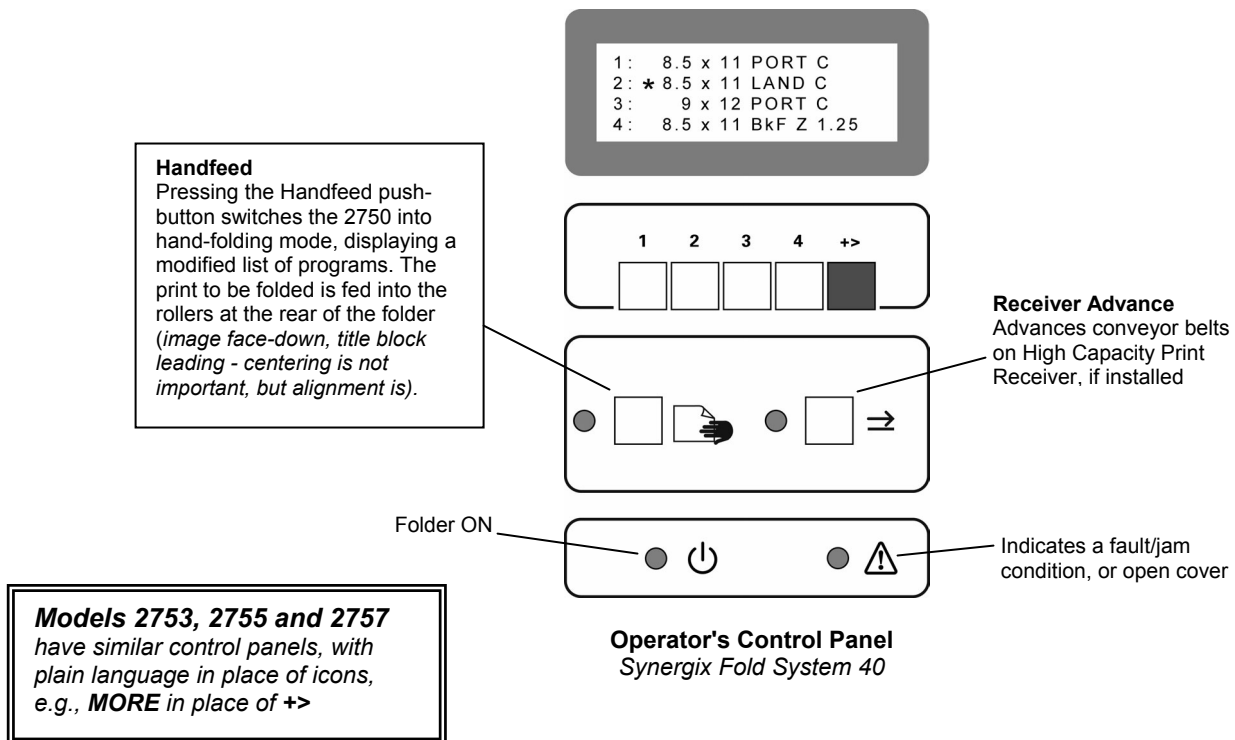 1: 8.5 x 11 PORT C
2: * 8.5 x 11 LAND C
3: 9 x 12 PORT C
4: 8.5 x 11 BkF Z 1.25
Handfeed
Pressing the Handfeed push-
button switches the 2750 into
hand-folding mode, displaying a
modified list of programs. The
print to be folded is fed into the
rollers at the rear of the folder
(image face-down, title block
leading - centering is not
important, but alignment is).
1 2 3 4 +>
Receiver Advance
Advances conveyor belts
on High Capacity Print
Receiver, if installed
Folder ON
Indicates a fault/jam
condition, or open cover
Models 2753, 2755 and 2757
have similar control panels, with
plain language in place of icons,
e.g., MORE in place of +>
Operator's Control Panel
Synergix Fold System 40